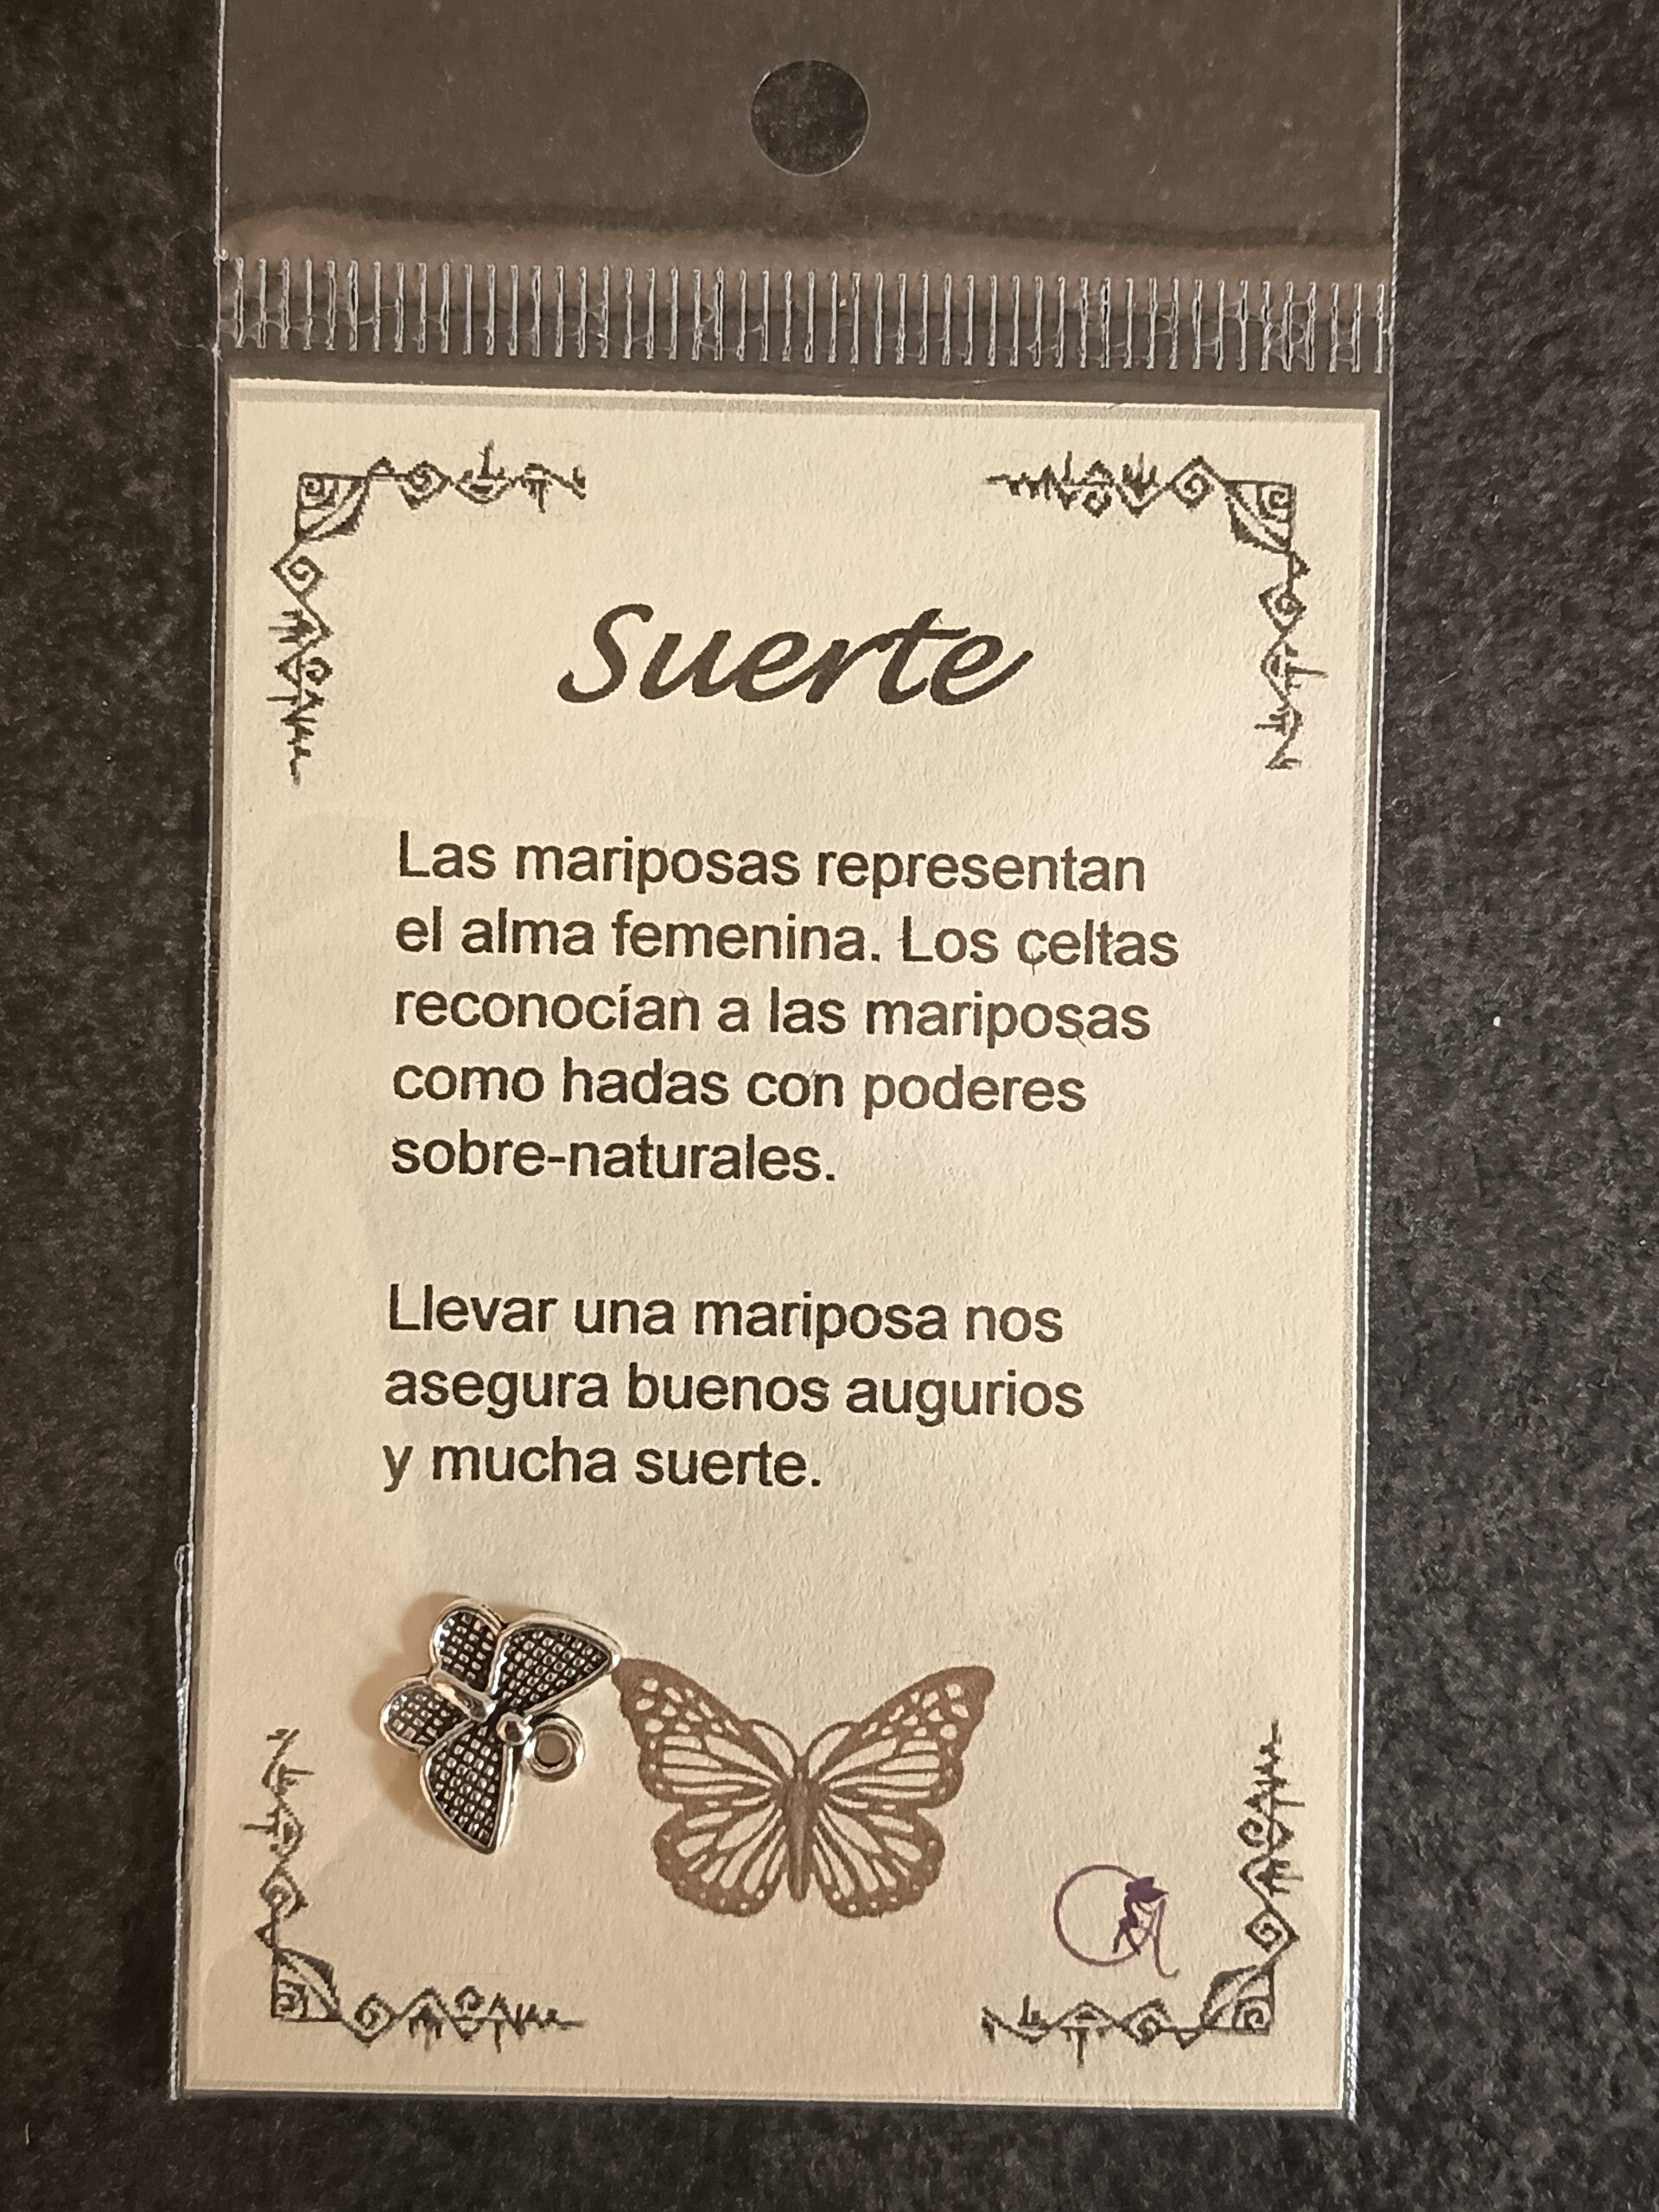 Suerte
Las mariposas representan
el alma femenina. Los celtas
reconocían a las mariposas
como hadas con poderes
sobre-naturales.
Llevar una mariposa nos
asegura buenos augurios
y mucha suerte.